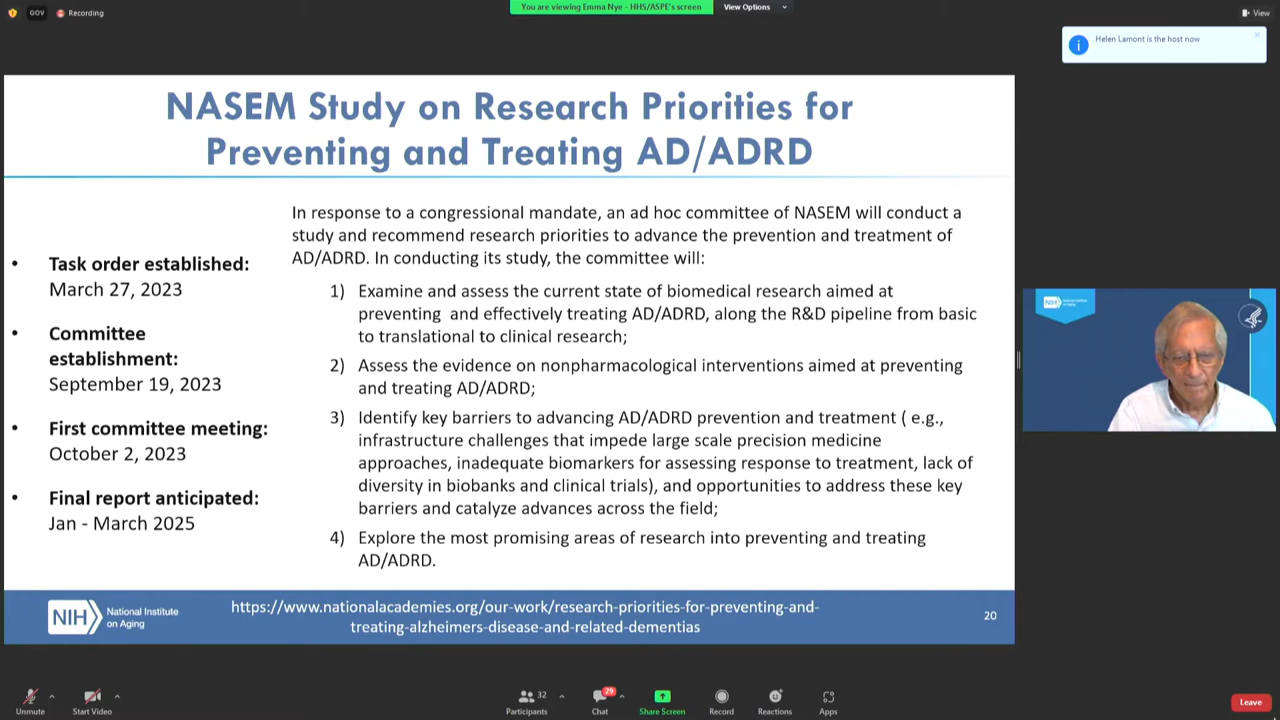 GOV
Recording
You are viewing Emma Nye - HHS/ASPE's screen
View Options
View
Helen Lamont is the host now
NASEM Study on Research Priorities for
Preventing and Treating AD/ADRD
• Task order established:
March 27, 2023
• Committee
establishment:
September 19, 2023
• First committee meeting:
October 2, 2023
• Final report anticipated:
Jan - March 2025
In response to a congressional mandate, an ad hoc committee of NASEM will conduct a
study and recommend research priorities to advance the prevention and treatment of
AD/ADRD. In conducting its study, the committee will:
1) Examine and assess the current state of biomedical research aimed at
preventing and effectively treating AD/ADRD, along the R&D pipeline from basic
to translational to clinical research;
2) Assess the evidence on nonpharmacological interventions aimed at preventing
and treating AD/ADRD;
3) Identify key barriers to advancing AD/ADRD prevention and treatment ( e.g.,
infrastructure challenges that impede large scale precision medicine
approaches, inadequate biomarkers for assessing response to treatment, lack of
diversity in biobanks and clinical trials), and opportunities to address these key
barriers and catalyze advances across the field;
4) Explore the most promising areas of research into preventing and treating
AD/ADRD.
NIH National Institute
on Aging
https://www.nationalacademies.org/our-work/research-priorities-for-preventing-and-
treating-alzheimers-disease-and-related-dementias
20
NIH National Institute
on Aging
Unmute
Start Video
32
Participants
29
Chat
Share Screen
Record
Reactions
Apps
Leave